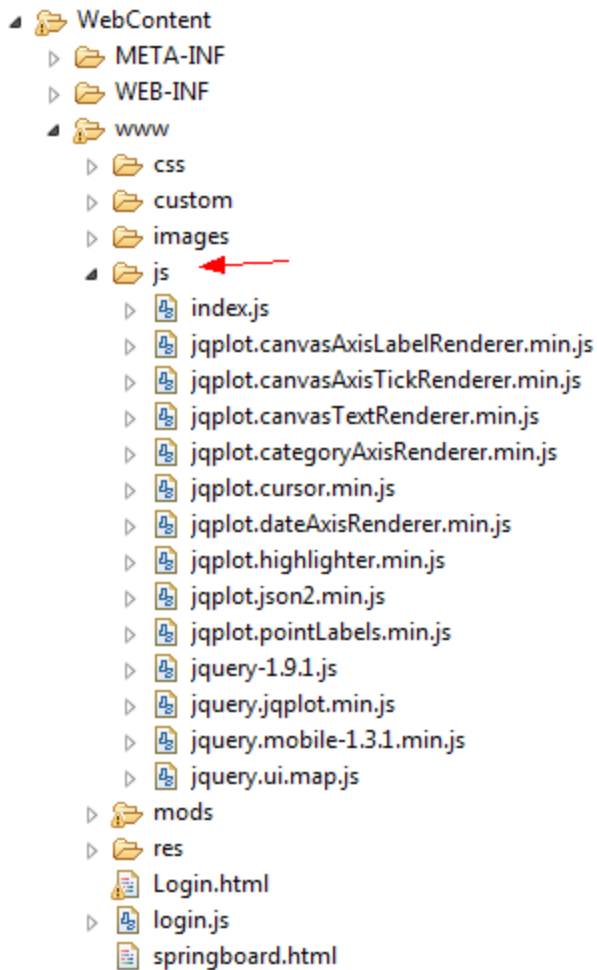 WebContent
META-INF
WEB-INF
www
css
custom
images
js
index.js
jqplot.canvasAxisLabelRenderer.min.js
jqplot.canvasAxisTickRenderer.min.js
jqplot.canvasTextRenderer.min.js
jqplot.categoryAxisRenderer.min.js
jqplot.cursor.min.js
jqplot.dateAxisRenderer.min.js
jqplot.highlighter.min.js
jqplot.json2.min.js
jqplot.pointLabels.min.js
jquery-1.9.1.js
jquery.jqplot.min.js
jquery.mobile-1.3.1.min.js
jquery.ui.map.js
mods
res
Login.html
login.js
springboard.html